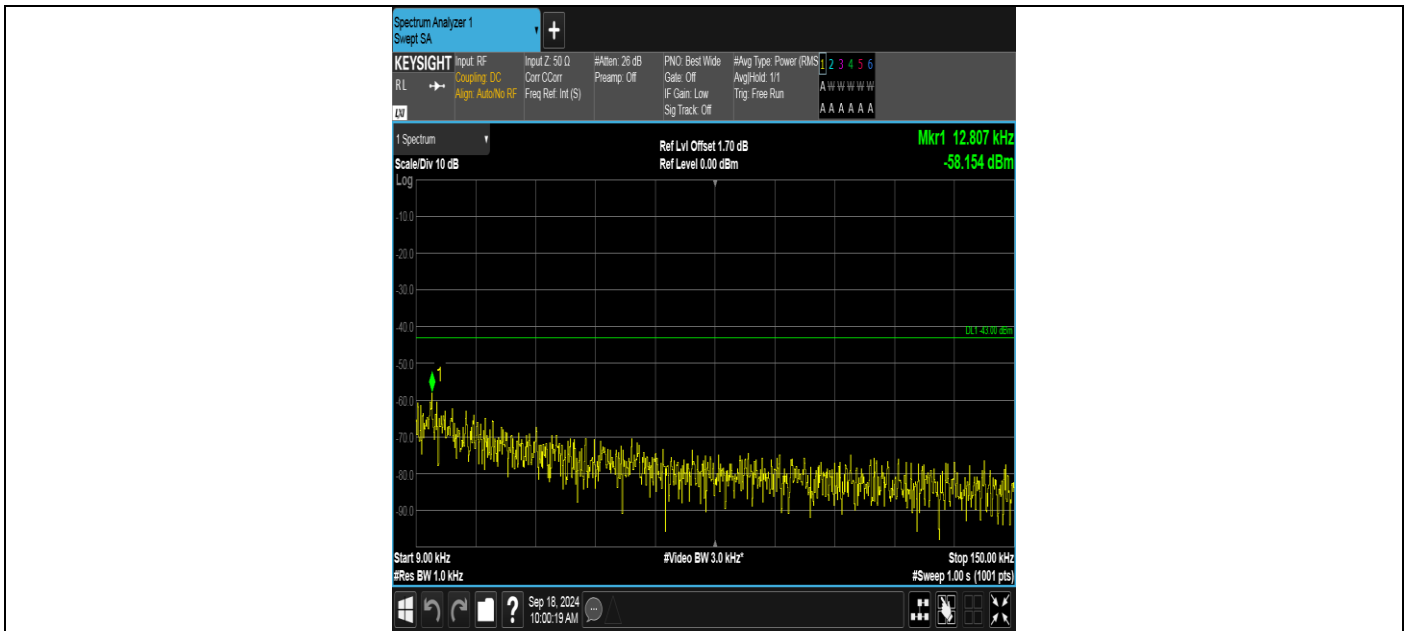 Spectrum Analyzer 1
Swept SA
+
KEYSIGHT Input: RF Input Z: 50 Ω #Atten: 26 dB PNO: Best Wide #Avg Type: Power (RMS 1 2 3 4 5 6
RL Coupling: DC Corr CCorr Preamp: Off Gate: Off Avg|Hold: 1/1 A W W W W W
Align: Auto/No RF Freq Ref: Int (S) IF Gain: Low Trig: Free Run
LXI Sig Track: Off A A A A A A
1 Spectrum Ref Lvl Offset 1.70 dB Mkr1 12.807 kHz
Scale/Div 10 dB Ref Level 0.00 dBm -58.154 dBm
Log
-10.0
-20.0
-30.0
-40.0 DL1 -43.00 dBm
-50.0
1
-60.0
-70.0
-80.0
-90.0
Start 9.00 kHz #Video BW 3.0 kHz* Stop 150.00 kHz
#Res BW 1.0 kHz #Sweep 1.00 s (1001 pts)
? Sep 18, 2024
10:00:19 AM